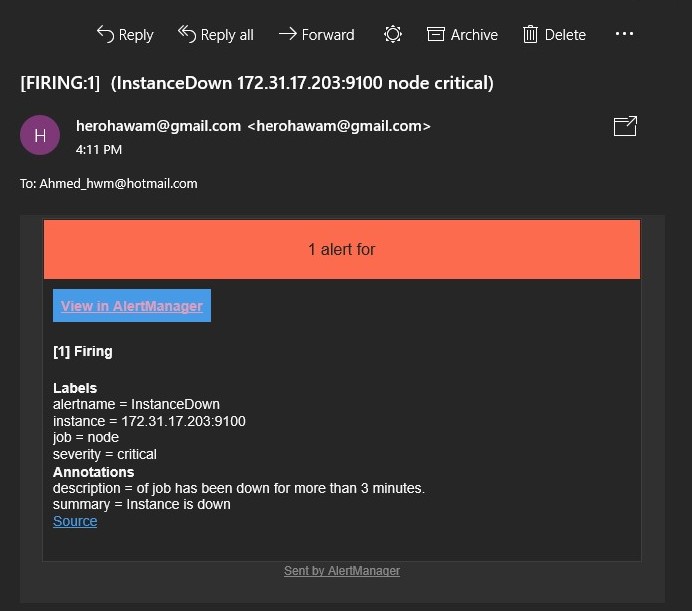 Reply Reply all Forward Archive Delete ...
[FIRING:1] (InstanceDown 172.31.17.203:9100 node critical)
H
herohawam@gmail.com <herohawam@gmail.com>
4:11 PM
To: Ahmed_hwm@hotmail.com
1 alert for
View in AlertManager
[1] Firing
Labels
alertname = InstanceDown
instance = 172.31.17.203:9100
job = node
severity = critical
Annotations
description = of job has been down for more than 3 minutes.
summary = Instance is down
Source
Sent by AlertManager